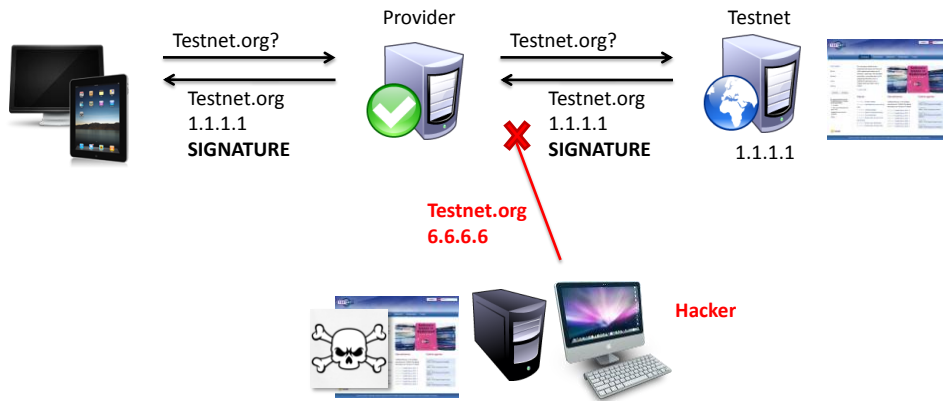 Provider
Testnet
Testnet.org?
Testnet.org?
Testnet.org
1.1.1.1
SIGNATURE
Testnet.org
1.1.1.1
SIGNATURE
1.1.1.1
Testnet.org
6.6.6.6
Hacker